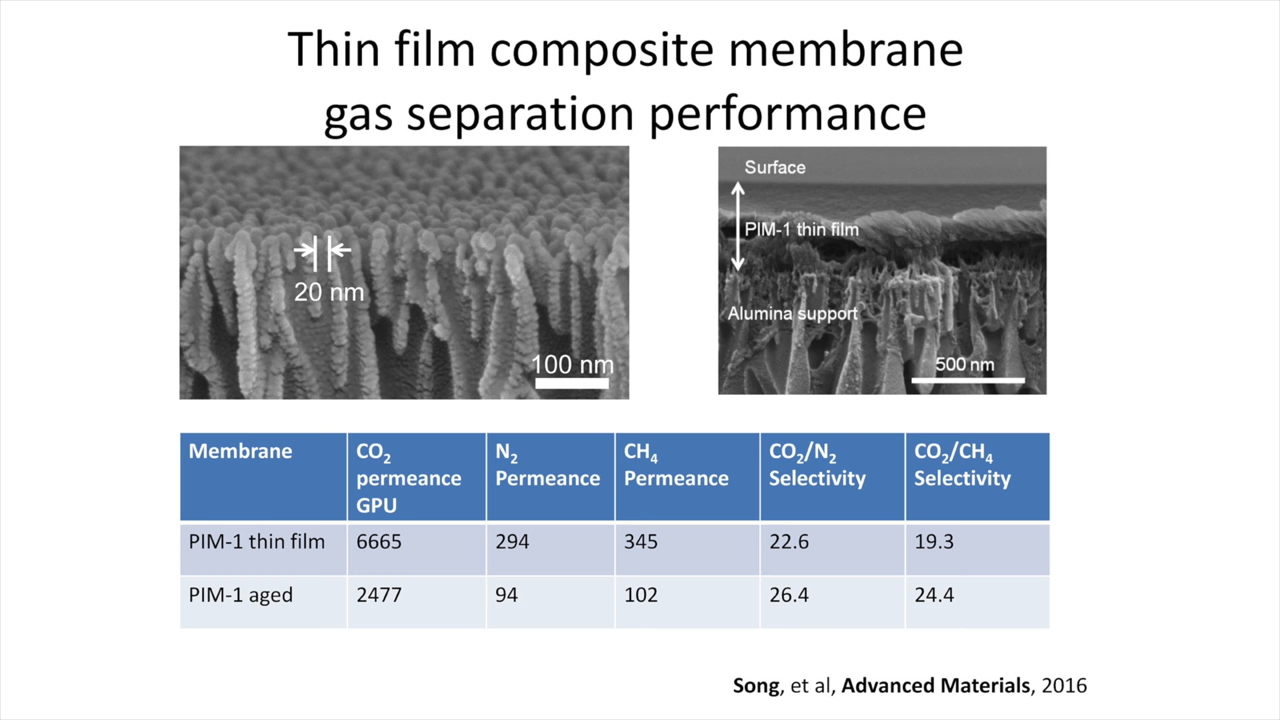 Thin film composite membrane
gas separation performance
20 nm
100 nm
Surface
PIM-1 thin film
Alumina support
500 nm
Membrane
CO₂
permeance
GPU
N₂
Permeance
CH₄
Permeance
CO₂/N₂
Selectivity
CO₂/CH₄
Selectivity
PIM-1 thin film 6665 294 345 22.6 19.3
PIM-1 aged 2477 94 102 26.4 24.4
Song, et al, Advanced Materials, 2016